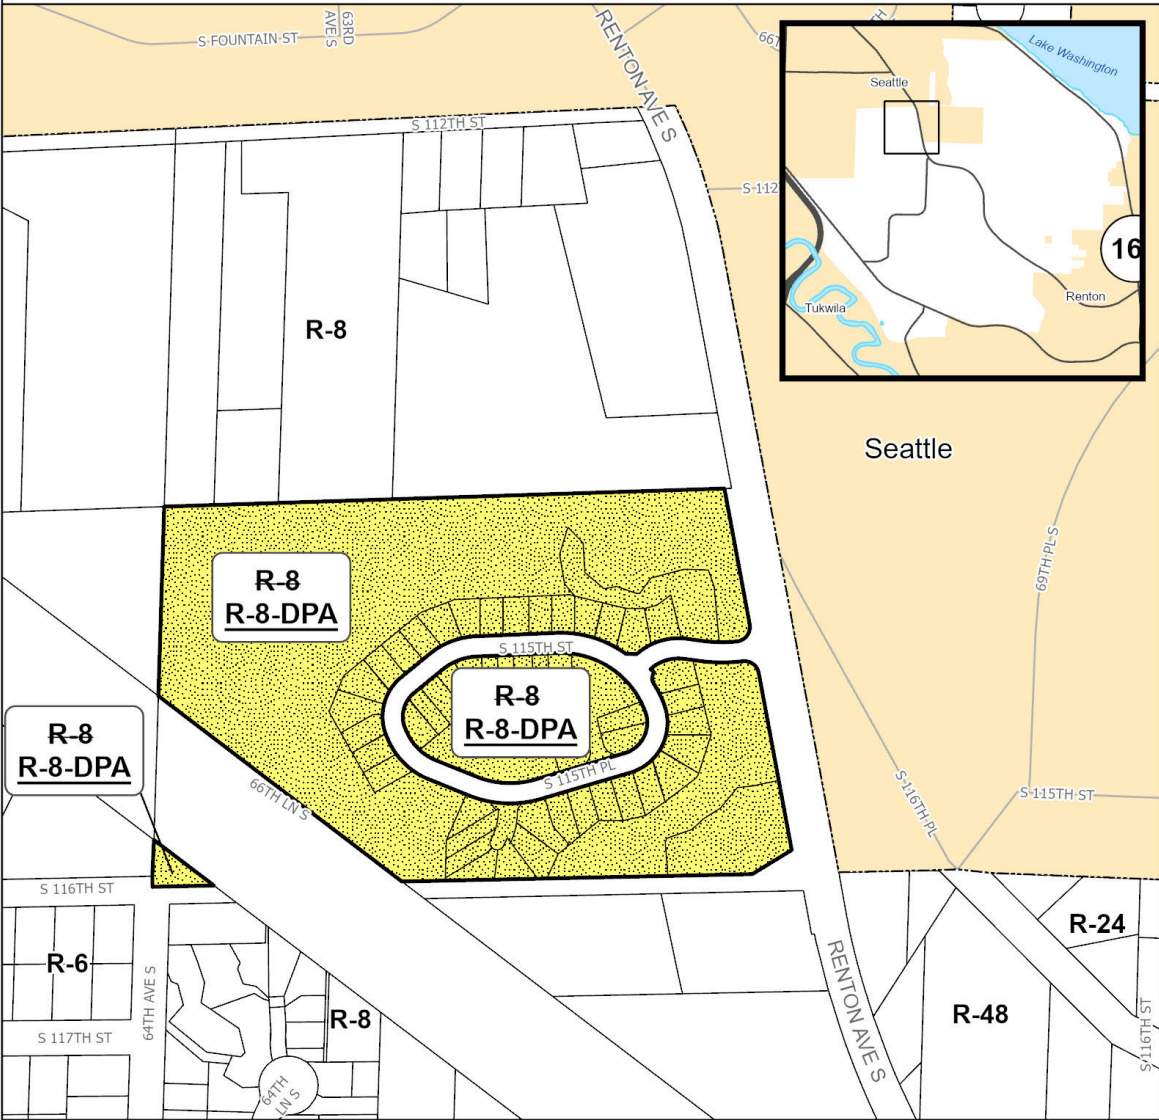 S FOUNTAIN ST
63RD
AVE S
RENTON AVE S
Lake Washington
Seattle
16
Renton
Tukwila
S 112TH ST
S 112
R-8
Seattle
69TH PL S
R-8
R-8-DPA
S 115TH ST
R-8
R-8-DPA
S 115TH PL
R-8
R-8-DPA
66TH LN S
S 116TH PL
S 115TH ST
S 116TH ST
R-24
R-6
64TH AVE S
R-8
RENTON AVE S
R-48
S 116TH ST
S 117TH ST
64TH
LN S